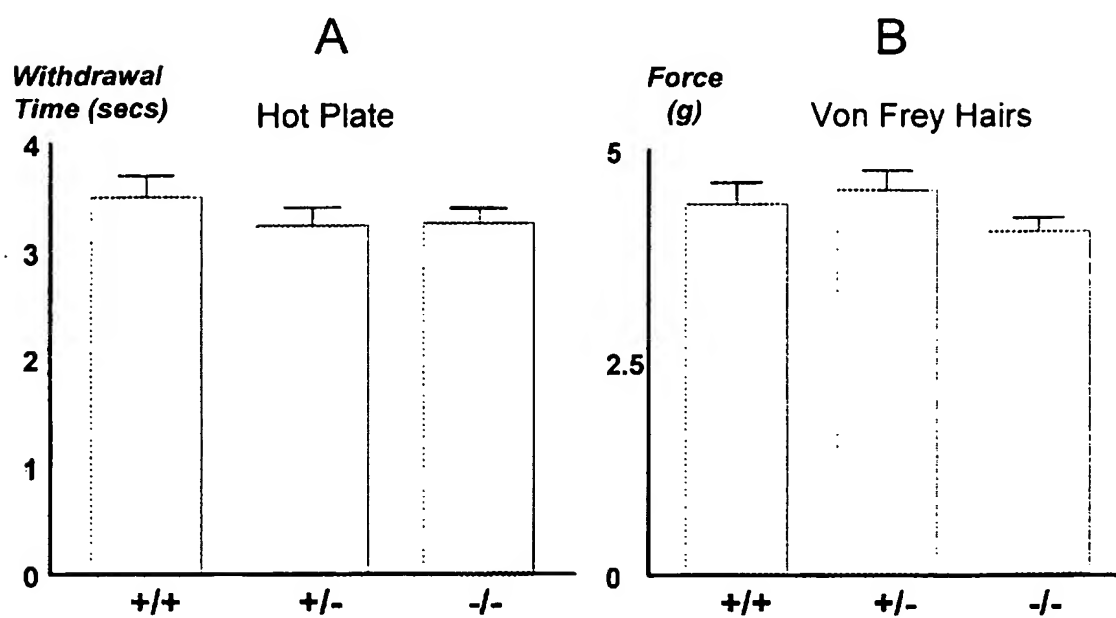 A
Withdrawal
Time (secs)
Hot Plate
4
3
2
1
0
+/+ +/- -/-
B
Force
(g)
Von Frey Hairs
5
2.5
0
+/+ +/- -/-